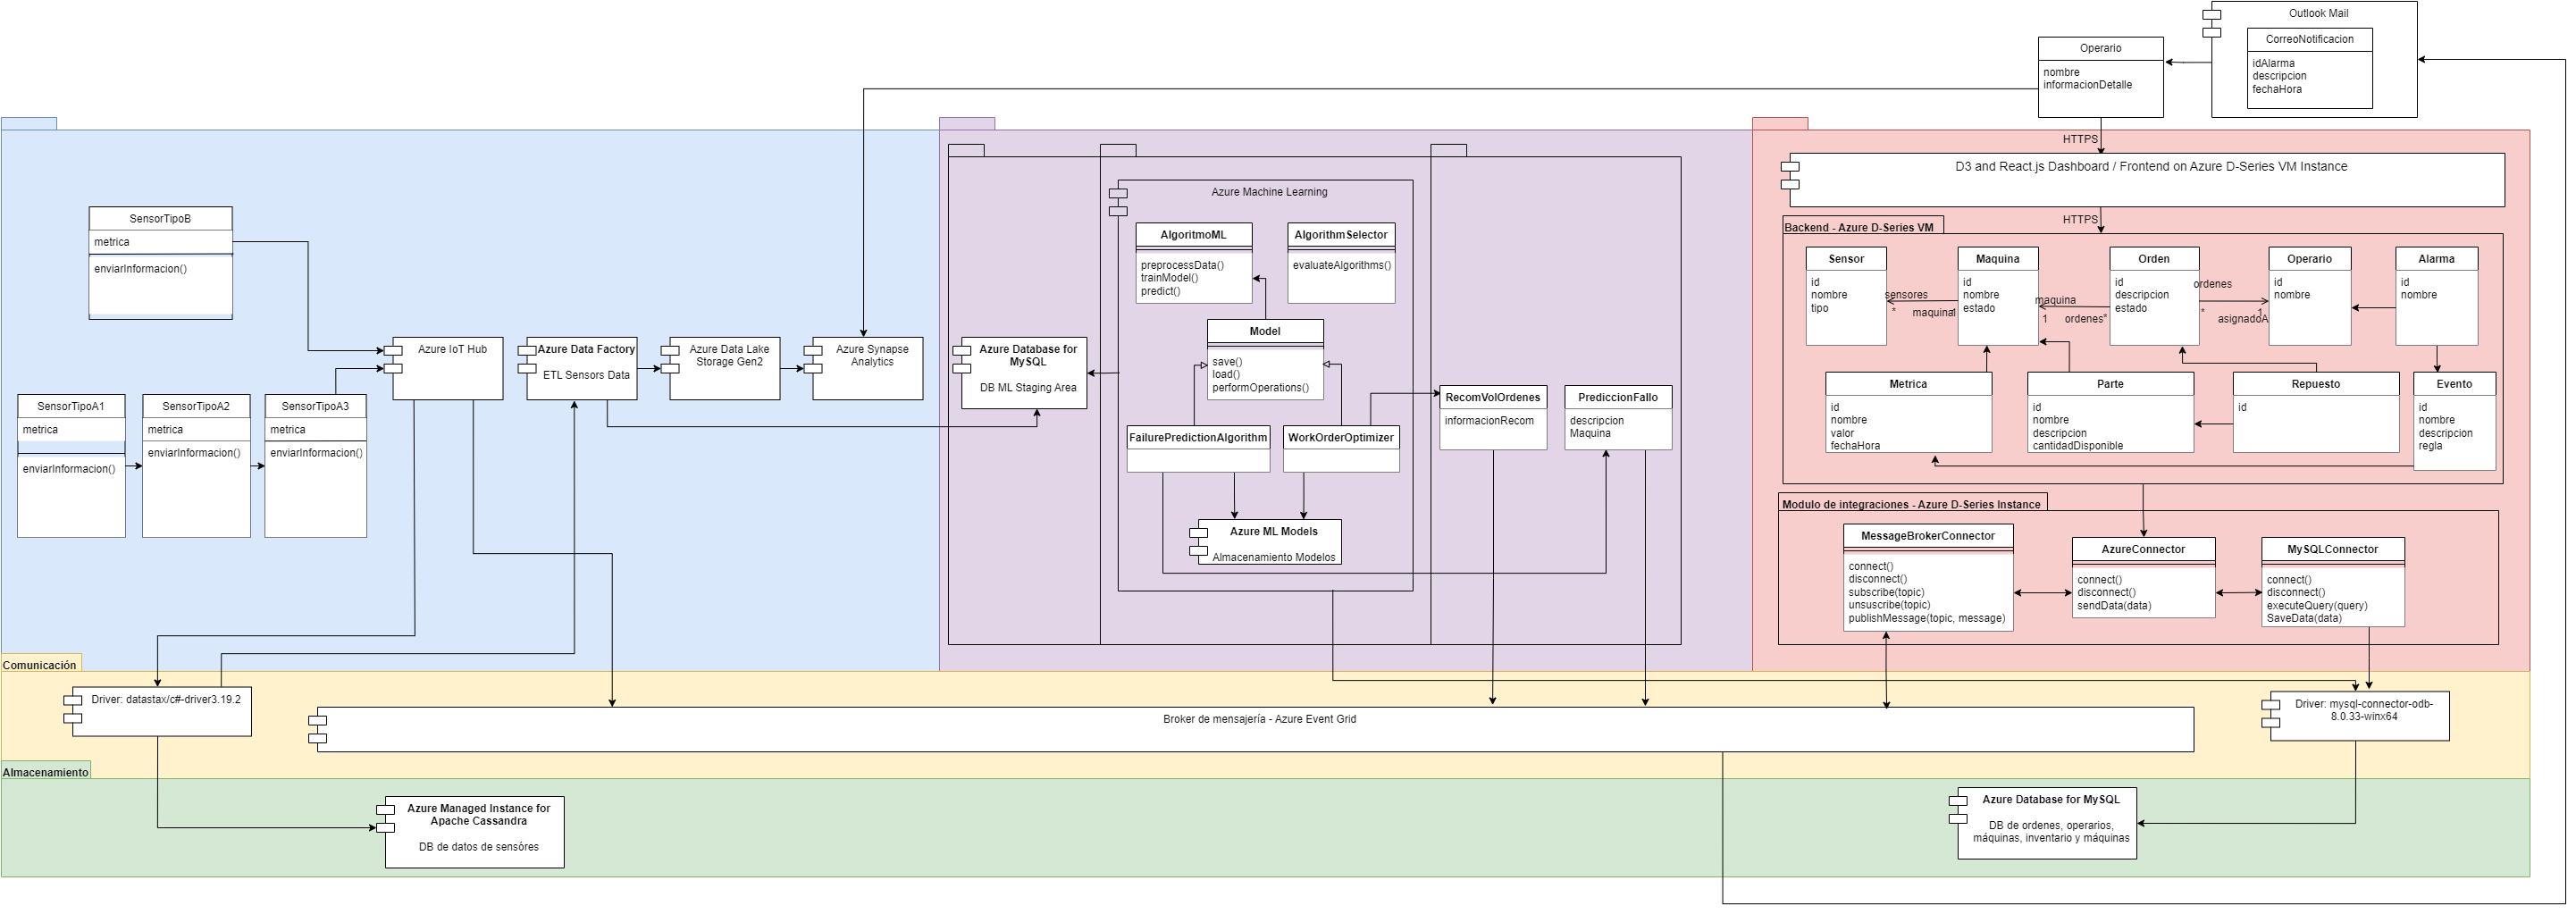 Outlook Mail
CorreoNotificacion
idAlarma
descripcion
fechaHora
Operario
nombre
informacionDetalle
HTTPS
D3 and React.js Dashboard / Frontend on Azure D-Series VM Instance
HTTPS
SensorTipoB
metrica
enviarInformacion()
SensorTipoA1
metrica
enviarInformacion()
SensorTipoA2
metrica
enviarInformacion()
SensorTipoA3
metrica
enviarInformacion()
Azure IoT Hub
Azure Data Factory
ETL Sensors Data
Azure Data Lake
Storage Gen2
Azure Synapse
Analytics
Azure Database for
MySQL
DB ML Staging Area
Azure Machine Learning
AlgoritmoML
preprocessData()
trainModel()
predict()
AlgorithmSelector
evaluateAlgorithms()
Model
save()
load()
performOperations()
FailurePredictionAlgorithm
WorkOrderOptimizer
Azure ML Models
Almacenamiento Modelos
RecomVolOrdenes
informacionRecom
PrediccionFallo
descripcion
Maquina
Backend - Azure D-Series VM
Sensor
id
nombre
tipo
sensores
*
maquina
1
Maquina
id
nombre
estado
maquina
1
ordenes
*
Orden
id
descripcion
estado
ordenes
*
asignadoA
1
Operario
id
nombre
Alarma
id
nombre
Metrica
id
nombre
valor
fechaHora
Parte
id
nombre
descripcion
cantidadDisponible
Repuesto
id
Evento
id
nombre
descripcion
regla
Modulo de integraciones - Azure D-Series Instance
MessageBrokerConnector
connect()
disconnect()
subscribe(topic)
unsuscribe(topic)
publishMessage(topic, message)
AzureConnector
connect()
disconnect()
sendData(data)
MySQLConnector
connect()
disconnect()
executeQuery(query)
SaveData(data)
Comunicación
Driver: datastax/c#-driver3.19.2
Broker de mensajería - Azure Event Grid
Driver: mysql-connector-odb-
8.0.33-winx64
Almacenamiento
Azure Managed Instance for
Apache Cassandra
DB de datos de sensóres
Azure Database for MySQL
DB de ordenes, operarios,
máquinas, inventario y máquinas